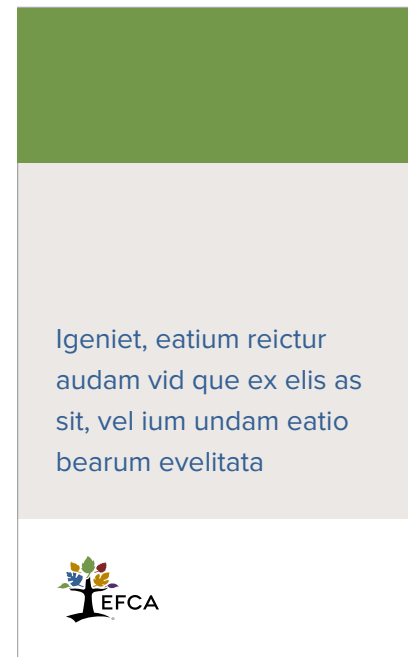 Igeniet, eatium reictur
audam vid que ex elis as
sit, vel ium undam eatio
bearum evelitata
EFCA